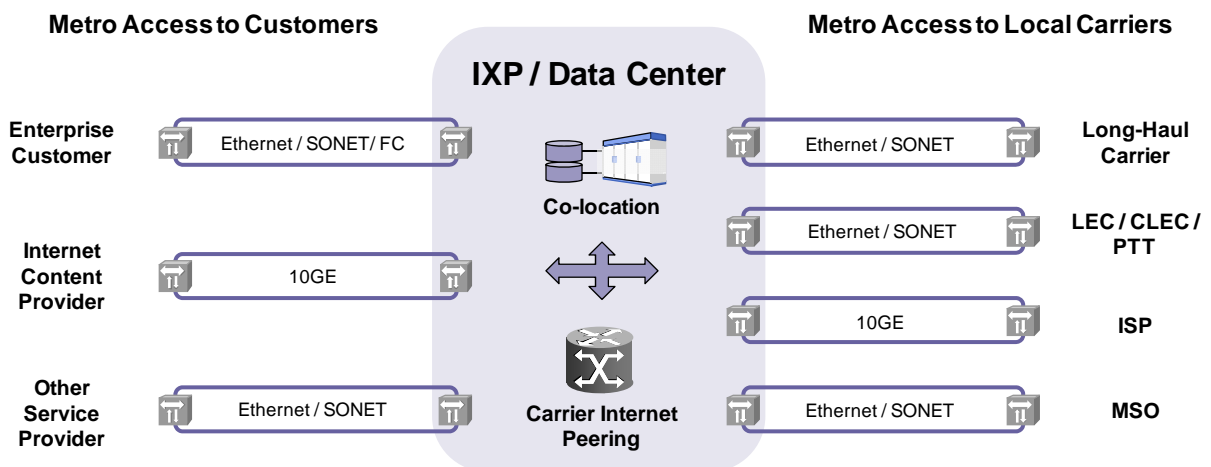 Metro Access to Customers
Metro Access to Local Carriers
IXP / Data Center
Enterprise
Customer
Ethernet / SONET/ FC
Internet
Content
Provider
10GE
Other
Service
Provider
Ethernet / SONET
Co-location
Carrier Internet
Peering
Ethernet / SONET
Long-Haul
Carrier
Ethernet / SONET
LEC / CLEC /
PTT
10GE
ISP
Ethernet / SONET
MSO